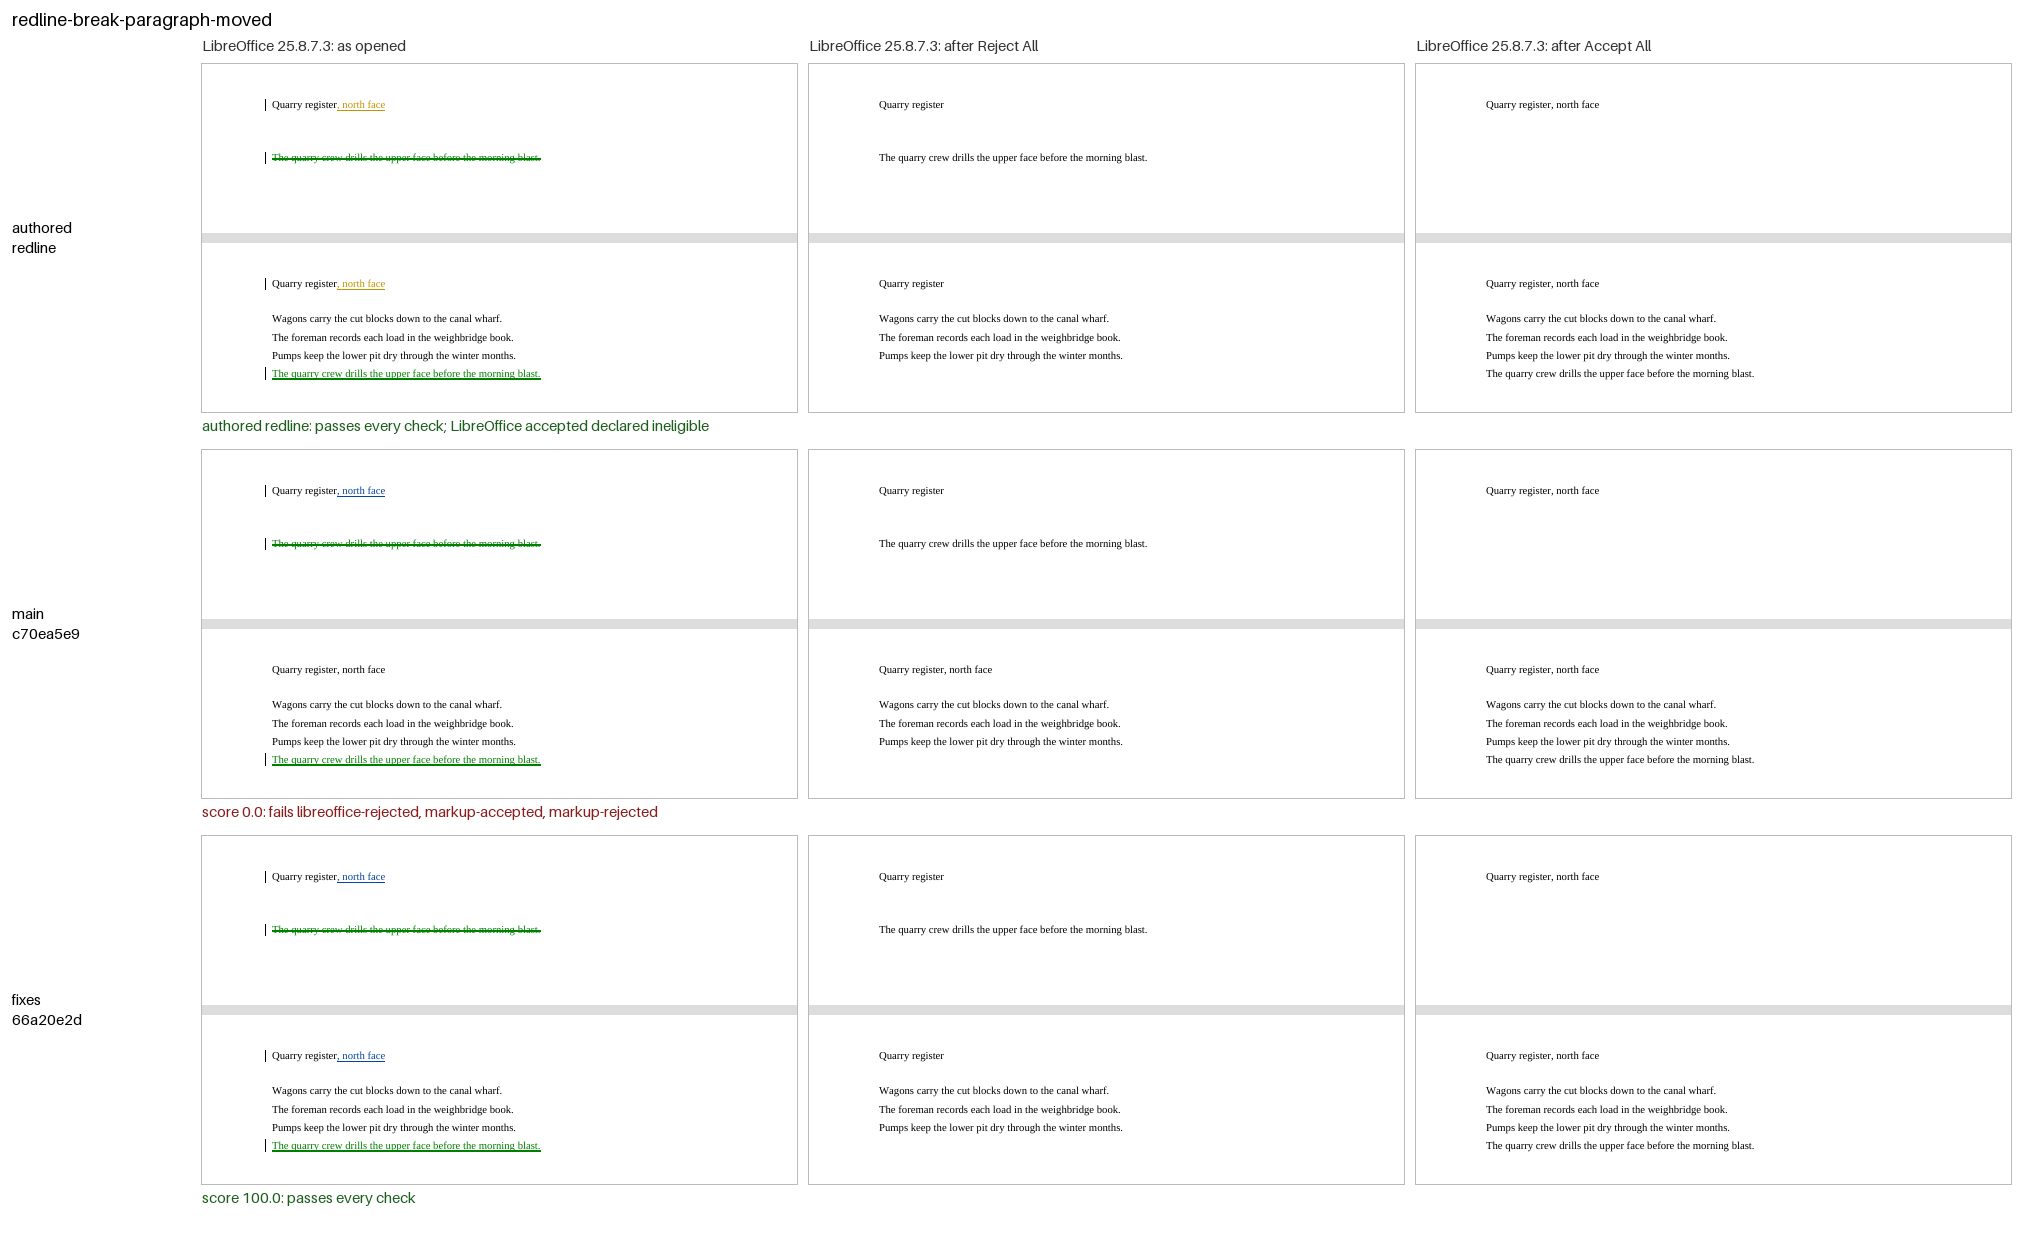 redline-break-paragraph-moved
LibreOffice 25.8.7.3: as opened
LibreOffice 25.8.7.3: after Reject All
LibreOffice 25.8.7.3: after Accept All
authored
redline
Quarry register, north face
The quarry crew drills the upper face before the morning blast.
Quarry register, north face
Wagons carry the cut blocks down to the canal wharf.
The foreman records each load in the weighbridge book.
Pumps keep the lower pit dry through the winter months.
The quarry crew drills the upper face before the morning blast.
Quarry register
The quarry crew drills the upper face before the morning blast.
Quarry register
Wagons carry the cut blocks down to the canal wharf.
The foreman records each load in the weighbridge book.
Pumps keep the lower pit dry through the winter months.
Quarry register, north face
Quarry register, north face
Wagons carry the cut blocks down to the canal wharf.
The foreman records each load in the weighbridge book.
Pumps keep the lower pit dry through the winter months.
The quarry crew drills the upper face before the morning blast.
authored redline: passes every check; LibreOffice accepted declared ineligible
main
c70ea5e9
Quarry register, north face
The quarry crew drills the upper face before the morning blast.
Quarry register, north face
Wagons carry the cut blocks down to the canal wharf.
The foreman records each load in the weighbridge book.
Pumps keep the lower pit dry through the winter months.
The quarry crew drills the upper face before the morning blast.
Quarry register
The quarry crew drills the upper face before the morning blast.
Quarry register, north face
Wagons carry the cut blocks down to the canal wharf.
The foreman records each load in the weighbridge book.
Pumps keep the lower pit dry through the winter months.
Quarry register, north face
Quarry register, north face
Wagons carry the cut blocks down to the canal wharf.
The foreman records each load in the weighbridge book.
Pumps keep the lower pit dry through the winter months.
The quarry crew drills the upper face before the morning blast.
score 0.0: fails libreoffice-rejected, markup-accepted, markup-rejected
fixes
66a20e2d
Quarry register, north face
The quarry crew drills the upper face before the morning blast.
Quarry register, north face
Wagons carry the cut blocks down to the canal wharf.
The foreman records each load in the weighbridge book.
Pumps keep the lower pit dry through the winter months.
The quarry crew drills the upper face before the morning blast.
Quarry register
The quarry crew drills the upper face before the morning blast.
Quarry register
Wagons carry the cut blocks down to the canal wharf.
The foreman records each load in the weighbridge book.
Pumps keep the lower pit dry through the winter months.
Quarry register, north face
Quarry register, north face
Wagons carry the cut blocks down to the canal wharf.
The foreman records each load in the weighbridge book.
Pumps keep the lower pit dry through the winter months.
The quarry crew drills the upper face before the morning blast.
score 100.0: passes every check